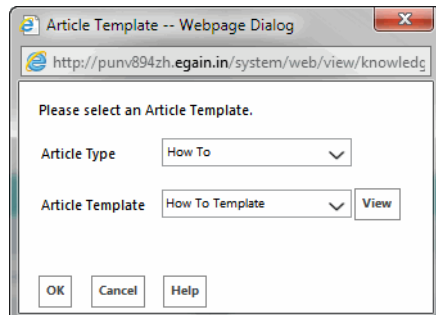 Article Template -- Webpage Dialog
http://punv894zh.egain.in/system/web/view/knowledg
Please select an Article Template.
Article Type How To
Article Template How To Template View
OK Cancel Help